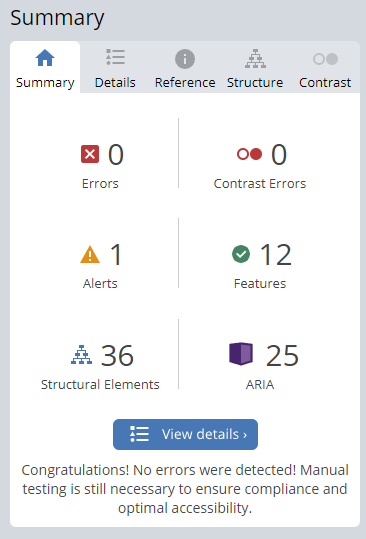 Summary
Summary Details Reference Structure Contrast
0 0
Errors Contrast Errors
1 12
Alerts Features
36 25
Structural Elements ARIA
View details ›
Congratulations! No errors were detected! Manual
testing is still necessary to ensure compliance and
optimal accessibility.